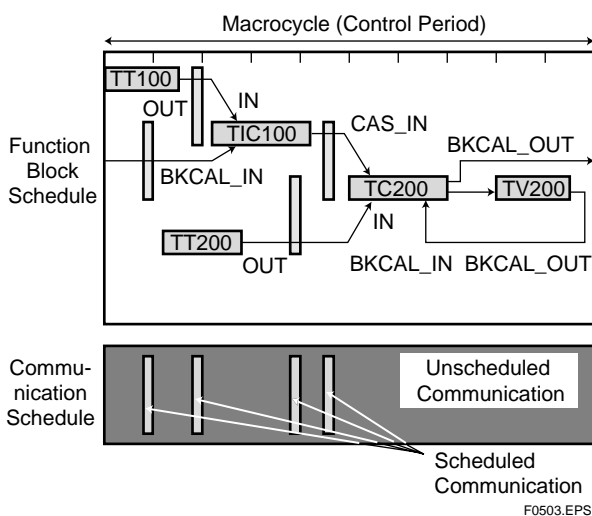 Macrocycle (Control Period)
TT100
OUT
IN
TIC100
CAS_IN
BKCAL_OUT
Function
Block
Schedule
BKCAL_IN
TC200
TV200
IN
TT200
OUT
BKCAL_IN
BKCAL_OUT
Commu-
nication
Schedule
Unscheduled
Communication
Scheduled
Communication
F0503.EPS